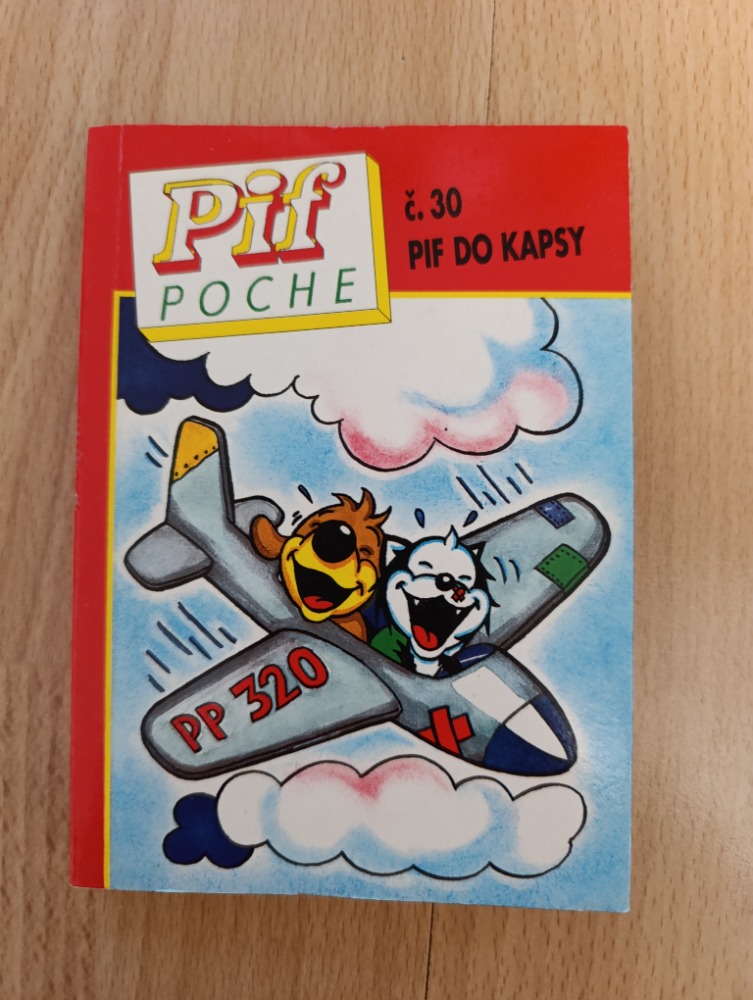 Pif
POCHE
č. 30
PIF DO KAPSY
PP 320